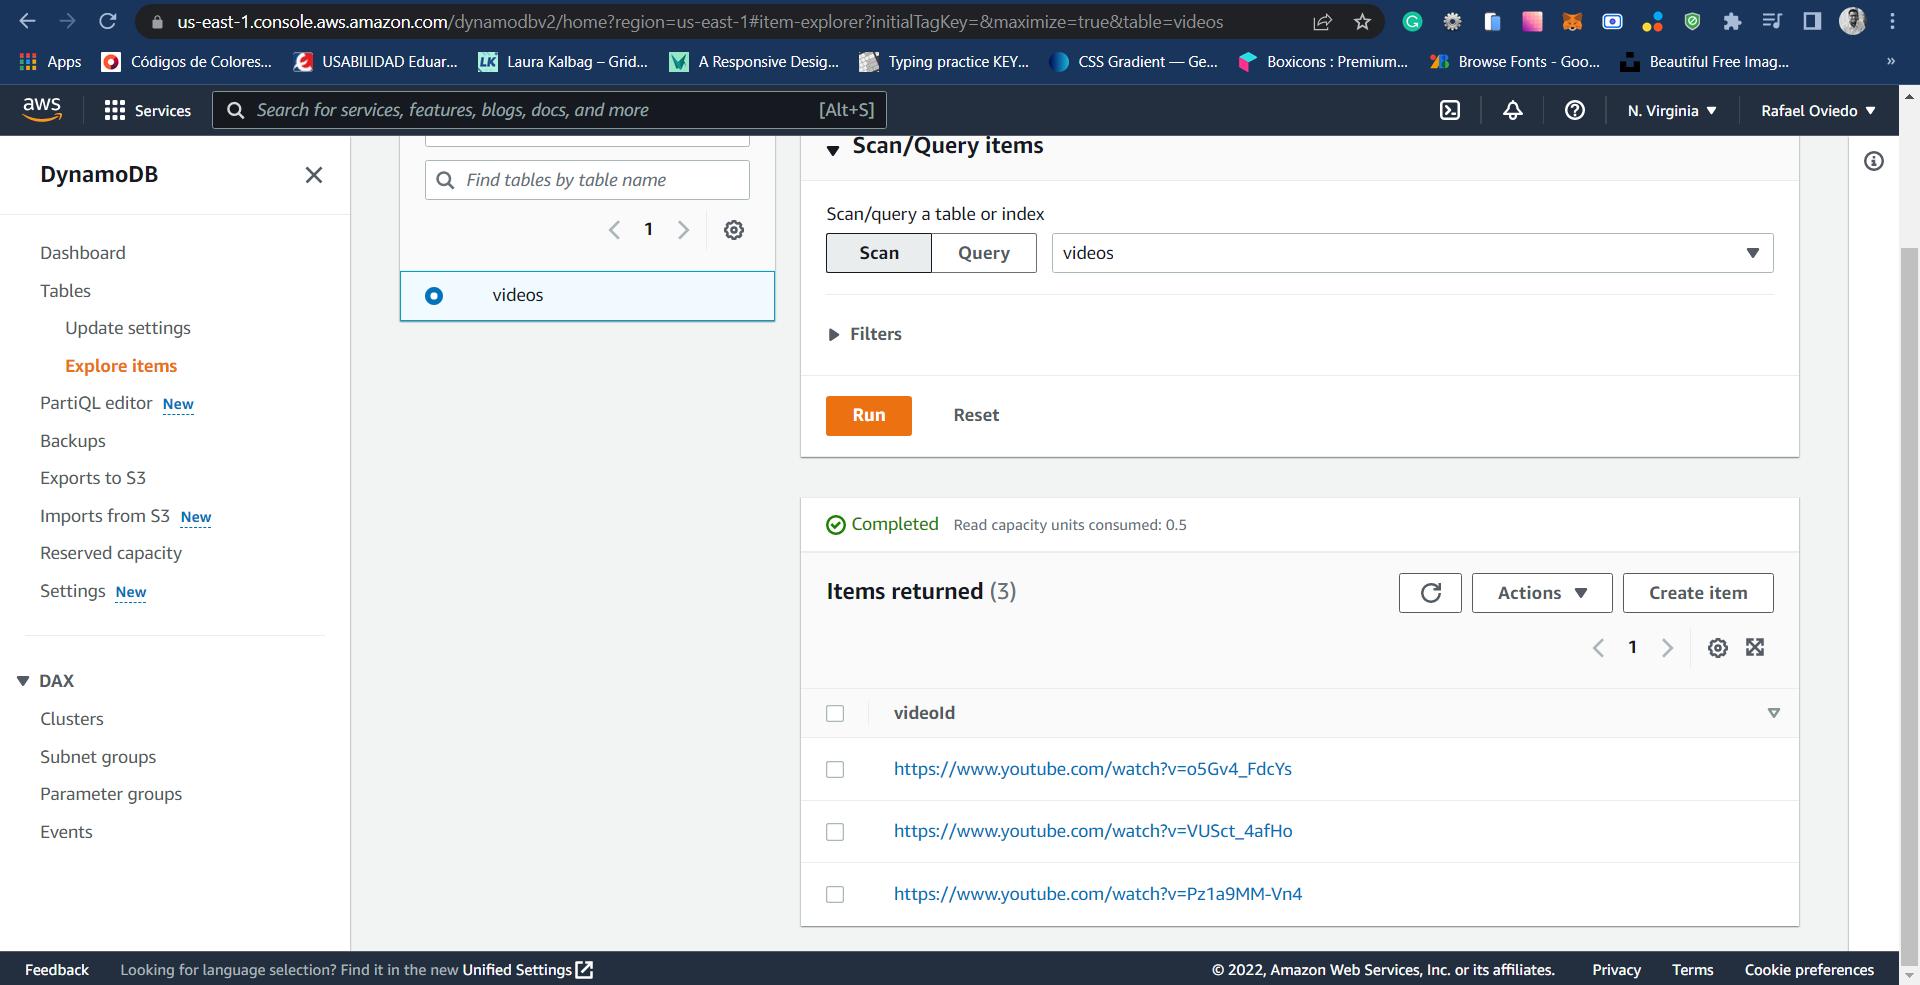 us-east-1.console.aws.amazon.com/dynamodbv2/home?region=us-east-1#item-explorer?initialTagKey=&maximize=true&table=videos
Apps
Códigos de Colores...
USABILIDAD Eduar...
LK
Laura Kalbag – Grid...
A Responsive Desig...
Typing practice KEY...
CSS Gradient — Ge...
Boxicons : Premium...
Browse Fonts - Goo...
Beautiful Free Imag...
»
aws
Services
Search for services, features, blogs, docs, and more
[Alt+S]
N. Virginia
Rafael Oviedo
DynamoDB
Dashboard
Tables
Update settings
Explore items
PartiQL editor New
Backups
Exports to S3
Imports from S3 New
Reserved capacity
Settings New
DAX
Clusters
Subnet groups
Parameter groups
Events
Find tables by table name
1
videos
Scan/Query items
Scan/query a table or index
Scan
Query
videos
Filters
Run
Reset
Completed
Read capacity units consumed: 0.5
Items returned (3)
Actions
Create item
1
videoId
https://www.youtube.com/watch?v=o5Gv4_FdcYs
https://www.youtube.com/watch?v=VUSct_4afHo
https://www.youtube.com/watch?v=Pz1a9MM-Vn4
Feedback
Looking for language selection? Find it in the new Unified Settings
© 2022, Amazon Web Services, Inc. or its affiliates.
Privacy
Terms
Cookie preferences